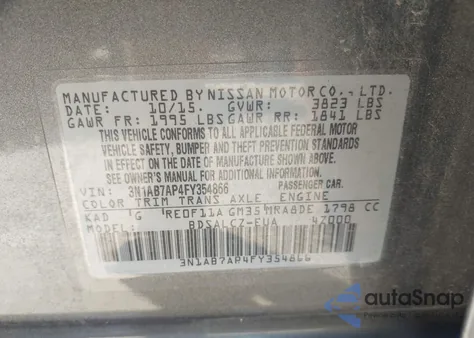 MANUFACTURED BY NISSAN MOTOR CO., LTD.
DATE: 10/15. GVWR: 3823 LBS
GAWR FR: 1995 LBS GAWR RR: 1841 LBS
THIS VEHICLE CONFORMS TO ALL APPLICABLE FEDERAL MOTOR
VEHICLE SAFETY, BUMPER AND THEFT PREVENTION STANDARDS
IN EFFECT ON THE DATE OF MANUFACTURE SHOWN ABOVE.
SEE OWNER'S MANUAL FOR ADDITIONAL INFORMATION.
VIN: 3N1AB7AP4FY354866 PASSENGER CAR.
COLOR TRIM TRANS AXLE ENGINE
KAD G RE0F11A GM35 MRA8DE 1798 CC
MODEL: BDSALCZ-EUA 47000
3N1AB7AP4FY354866
autoSnap